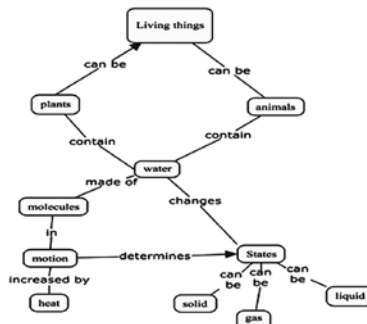 Living things
can be
can be
plants
animals
contain
contain
water
made of
changes
molecules
in
motion
determines
States
increased by
can
be
can
be
can
be
heat
solid
gas
liquid